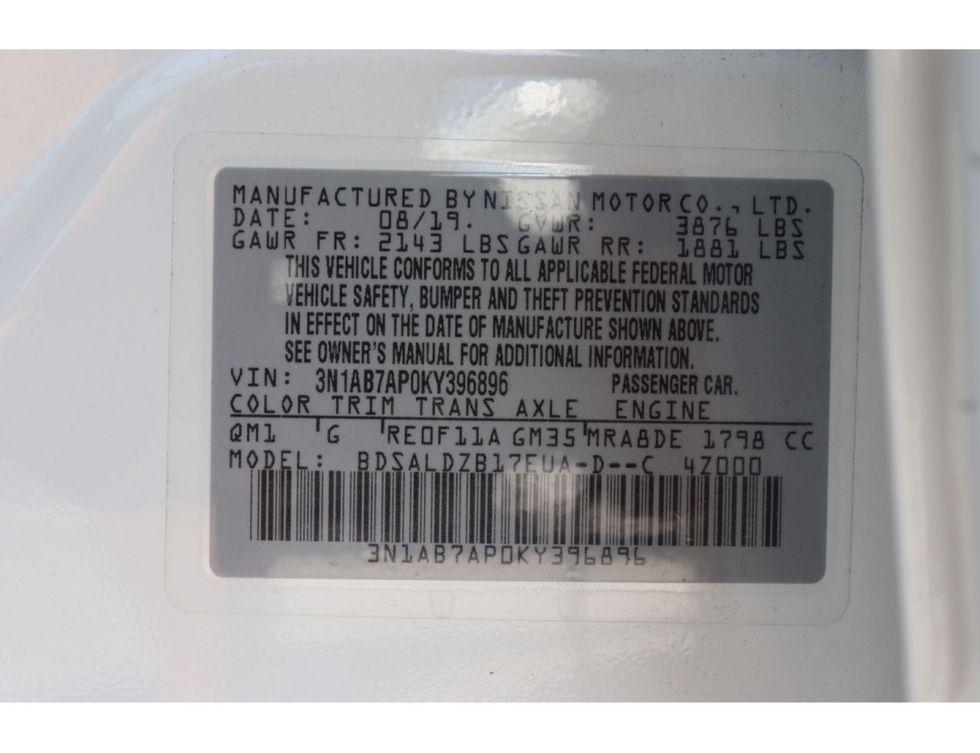 MANUFACTURED BY NISSAN MOTOR CO., LTD.
DATE: 08/19. GVWR: 3876 LBS
GAWR FR: 2143 LBS GAWR RR: 1881 LBS
THIS VEHICLE CONFORMS TO ALL APPLICABLE FEDERAL MOTOR
VEHICLE SAFETY, BUMPER AND THEFT PREVENTION STANDARDS
IN EFFECT ON THE DATE OF MANUFACTURE SHOWN ABOVE.
SEE OWNER'S MANUAL FOR ADDITIONAL INFORMATION.
VIN: 3N1AB7AP0KY396896 PASSENGER CAR.
COLOR TRIM TRANS AXLE ENGINE
QM1 G RE0F11A GM35 MRA8DE 1798 CC
MODEL: BDSALDZB17EUA-D--C 4Z000
3N1AB7AP0KY396896